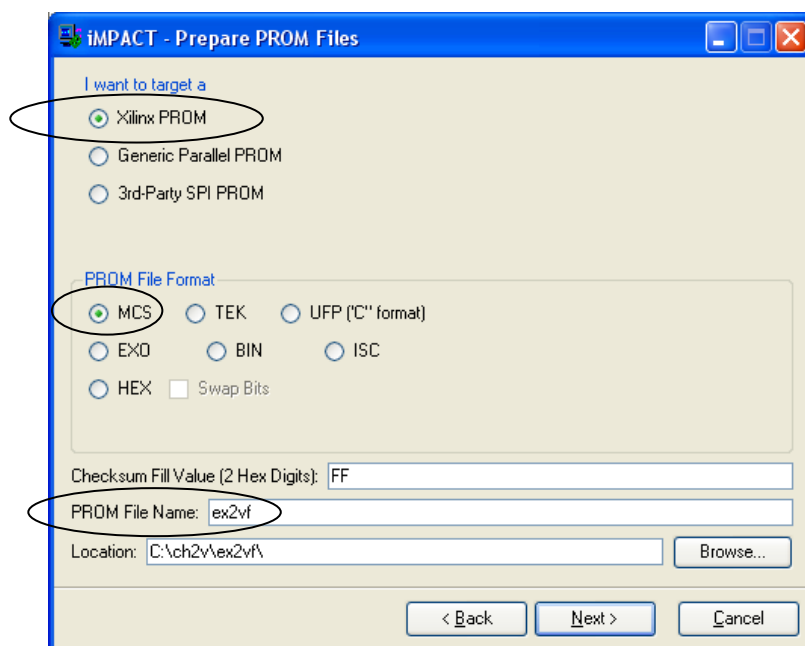 iMPACT - Prepare PROM Files
I want to target a
Xilinx PROM
Generic Parallel PROM
3rd-Party SPI PROM
PROM File Format
MCS TEK UFP ("C" format)
EXO BIN ISC
HEX Swap Bits
Checksum Fill Value (2 Hex Digits): FF
PROM File Name: ex2vf
Location: C:\ch2v\ex2vf\ Browse...
< Back Next > Cancel